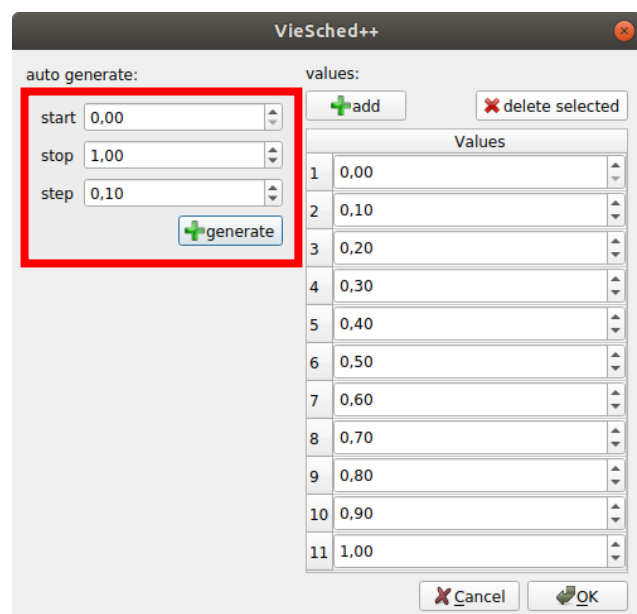 VieSched++
auto generate:
start 0,00
stop 1,00
step 0,10
generate
values:
add
delete selected
Values
1 0,00
2 0,10
3 0,20
4 0,30
5 0,40
6 0,50
7 0,60
8 0,70
9 0,80
10 0,90
11 1,00
Cancel
OK